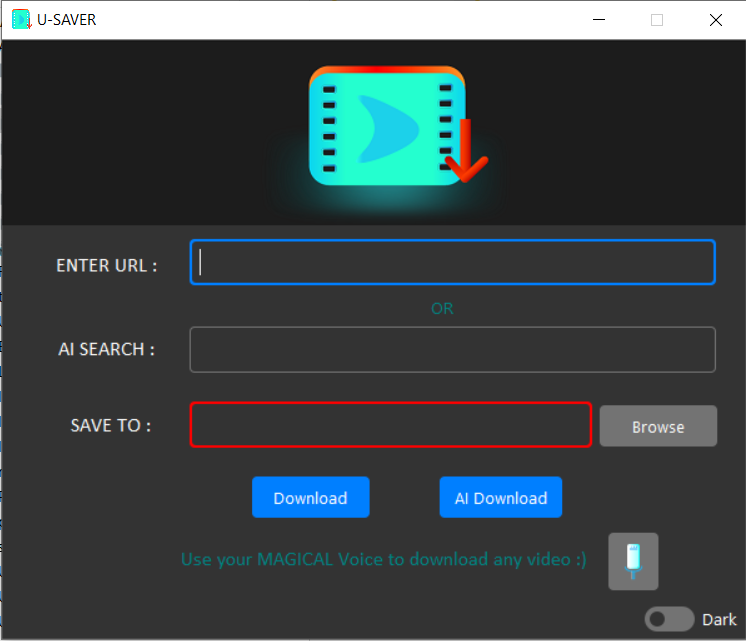 U-SAVER
ENTER URL :
OR
AI SEARCH :
SAVE TO :
Browse
Download
AI Download
Use your MAGICAL Voice to download any video :)
Dark